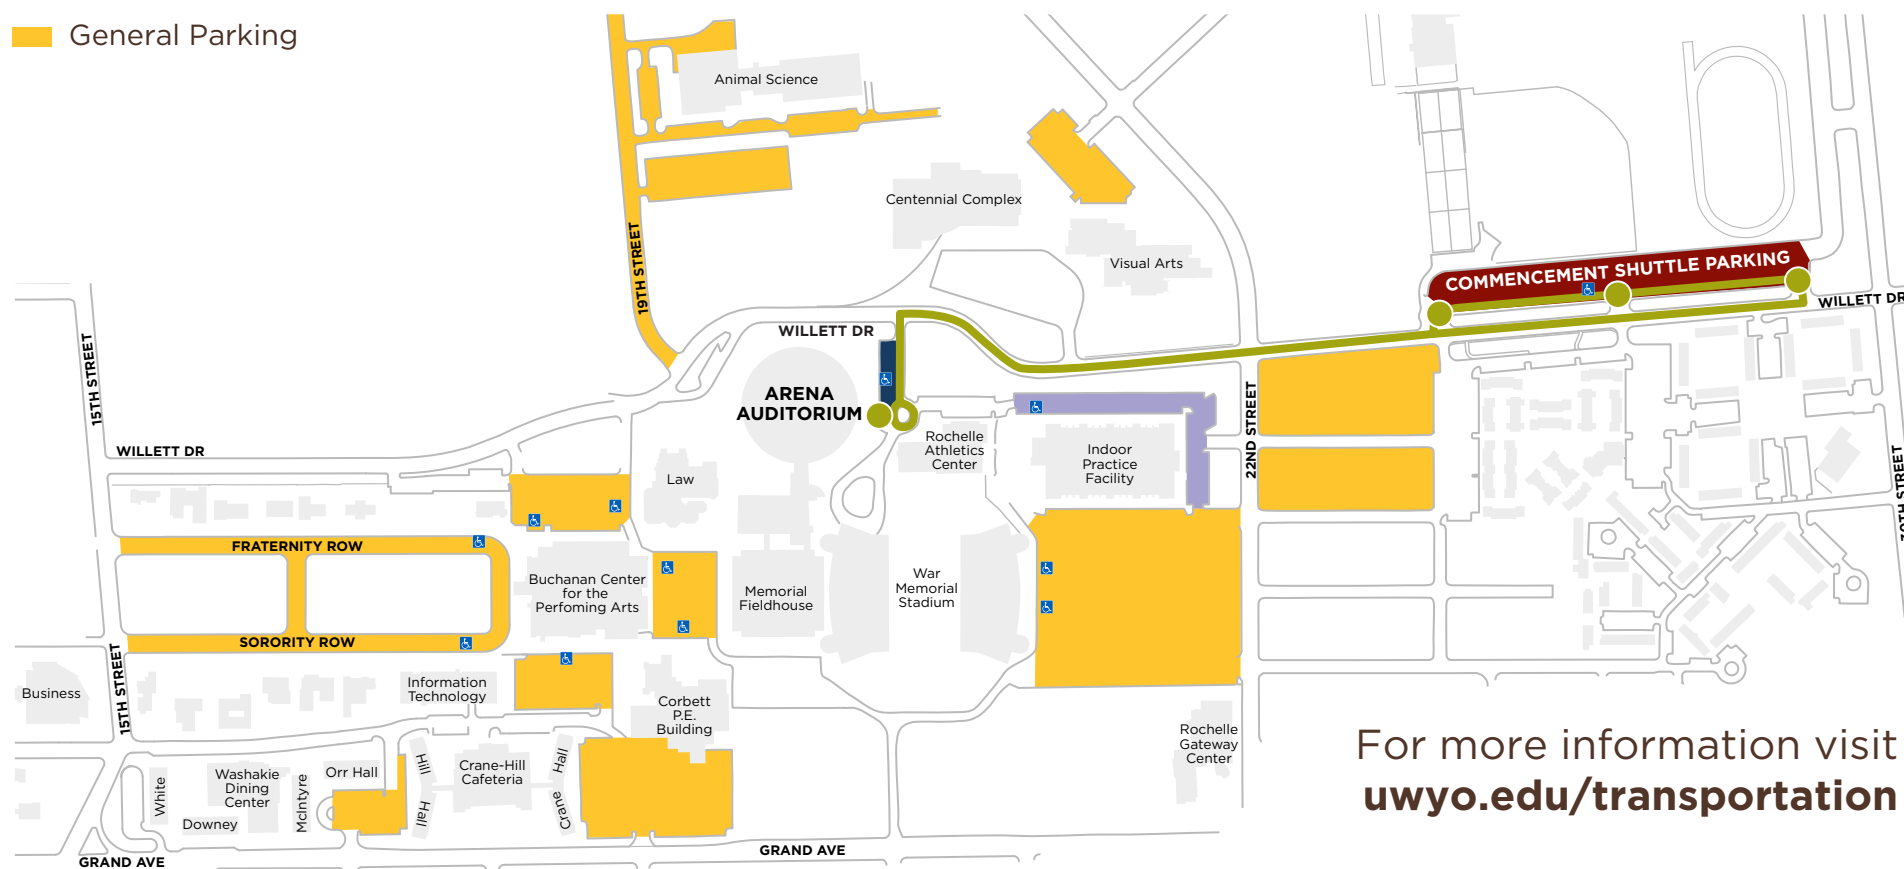 General Parking
Animal Science
Centennial Complex
Visual Arts
19TH STREET
COMMENCEMENT SHUTTLE PARKING
WILLETT DR
WILLETT DR
15TH STREET
ARENA
AUDITORIUM
22ND STREET
WILLETT DR
Law
Rochelle
Athletics
Center
Indoor
Practice
Facility
30TH STREET
FRATERNITY ROW
Buchanan Center
for the
Perfoming Arts
Memorial
Fieldhouse
War
Memorial
Stadium
SORORITY ROW
15TH STREET
Business
Information
Technology
Corbett
P.E.
Building
Rochelle
Gateway
Center
For more information visit
uwyo.edu/transportation
White
Washakie
Dining
Center
Downey
McIntyre
Orr Hall
Hill
Hall
Crane-Hill
Cafeteria
Hall
Crane
GRAND AVE
GRAND AVE